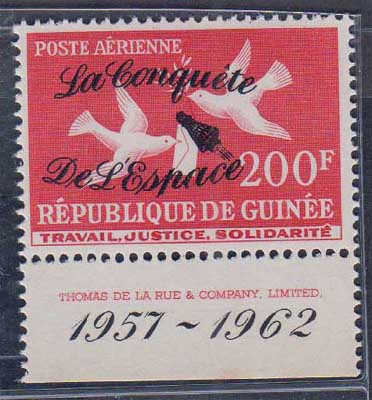 POSTE AÉRIENNE
La Conquête
De L'Espace
200F
RÉPUBLIQUE DE GUINÉE
TRAVAIL, JUSTICE, SOLIDARITÉ
THOMAS DE LA RUE & COMPANY, LIMITED.
1957 ~ 1962